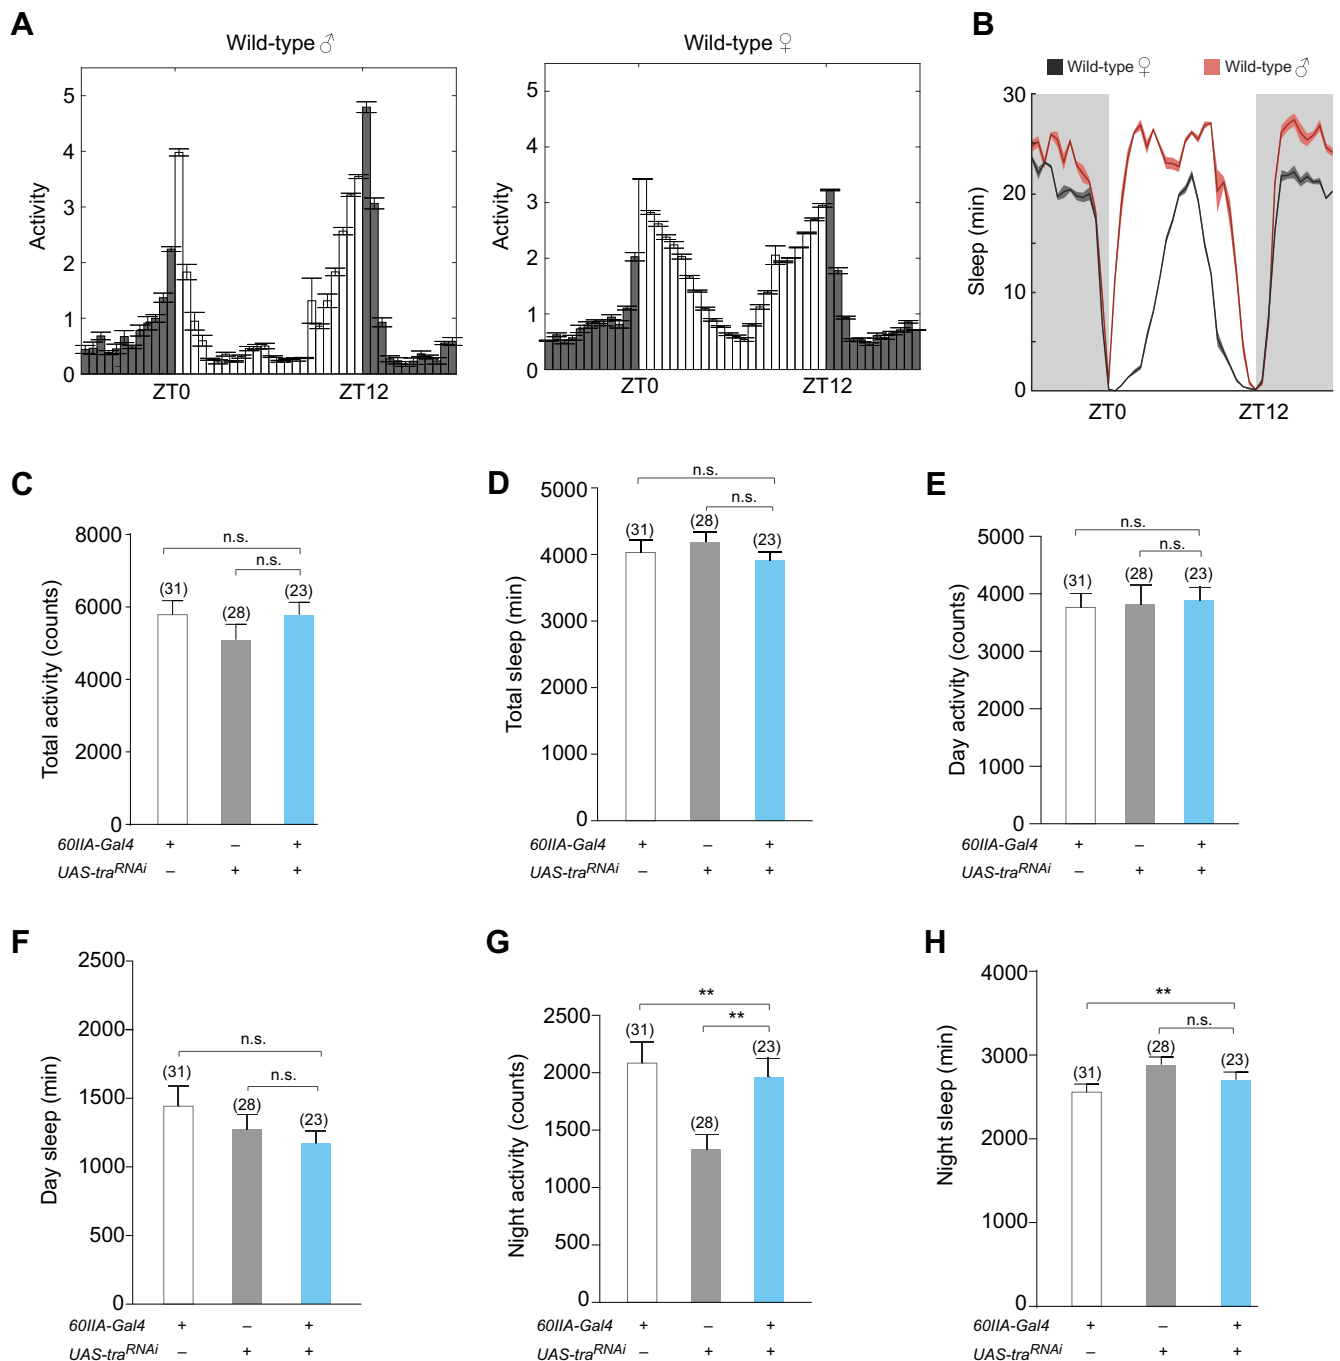 A
Wild-type ♂
Activity
5
4
3
2
1
0
ZT0
ZT12
Wild-type ♀
Activity
5
4
3
2
1
0
ZT0
ZT12
B
Wild-type ♀
Wild-type ♂
Sleep (min)
30
20
10
0
ZT0
ZT12
C
Total activity (counts)
8000
6000
4000
2000
0
n.s.
n.s.
(31)
(28)
(23)
60IIA-Gal4 + – +
UAS-traRNAi – + +
D
Total sleep (min)
5000
4000
3000
2000
1000
0
n.s.
n.s.
(31)
(28)
(23)
60IIA-Gal4 + – +
UAS-traRNAi – + +
E
Day activity (counts)
5000
4000
3000
2000
1000
0
n.s.
n.s.
(31)
(28)
(23)
60IIA-Gal4 + – +
UAS-traRNAi – + +
F
Day sleep (min)
2500
2000
1500
1000
500
0
n.s.
n.s.
(31)
(28)
(23)
60IIA-Gal4 + – +
UAS-traRNAi – + +
G
Night activity (counts)
2500
2000
1500
1000
500
0
**
**
(31)
(28)
(23)
60IIA-Gal4 + – +
UAS-traRNAi – + +
H
Night sleep (min)
4000
3000
2000
1000
0
**
n.s.
(31)
(28)
(23)
60IIA-Gal4 + – +
UAS-traRNAi – + +